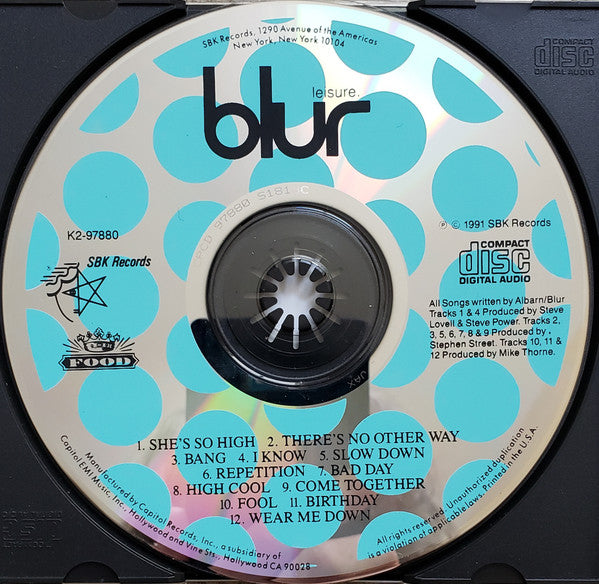 SBK Records, 1290 Avenue of the Americas
New York, New York 10104
COMPACT
disc
DIGITAL AUDIO
leisure.
blur
PCD 97880 S181 C
K2-97880
℗ © 1991 SBK Records
SBK Records
COMPACT
disc
DIGITAL AUDIO
FOOD
All Songs written by Albarn/Blur
Tracks 1 & 4 Produced by Steve
Lovell & Steve Power. Tracks 2,
3, 5, 6, 7, 8 & 9 Produced by
Stephen Street. Tracks 10, 11 &
12 Produced by Mike Thorne.
JAX
1. SHE'S SO HIGH 2. THERE'S NO OTHER WAY
3. BANG 4. I KNOW 5. SLOW DOWN
6. REPETITION 7. BAD DAY
8. HIGH COOL 9. COME TOGETHER
10. FOOL 11. BIRTHDAY
12. WEAR ME DOWN
Manufactured by Capitol Records, Inc., a subsidiary of
Capitol-EMI Music, Inc., Hollywood and Vine Sts., Hollywood CA 90028
All rights reserved. Unauthorized duplication
is a violation of applicable laws. Printed in the U.S.A.